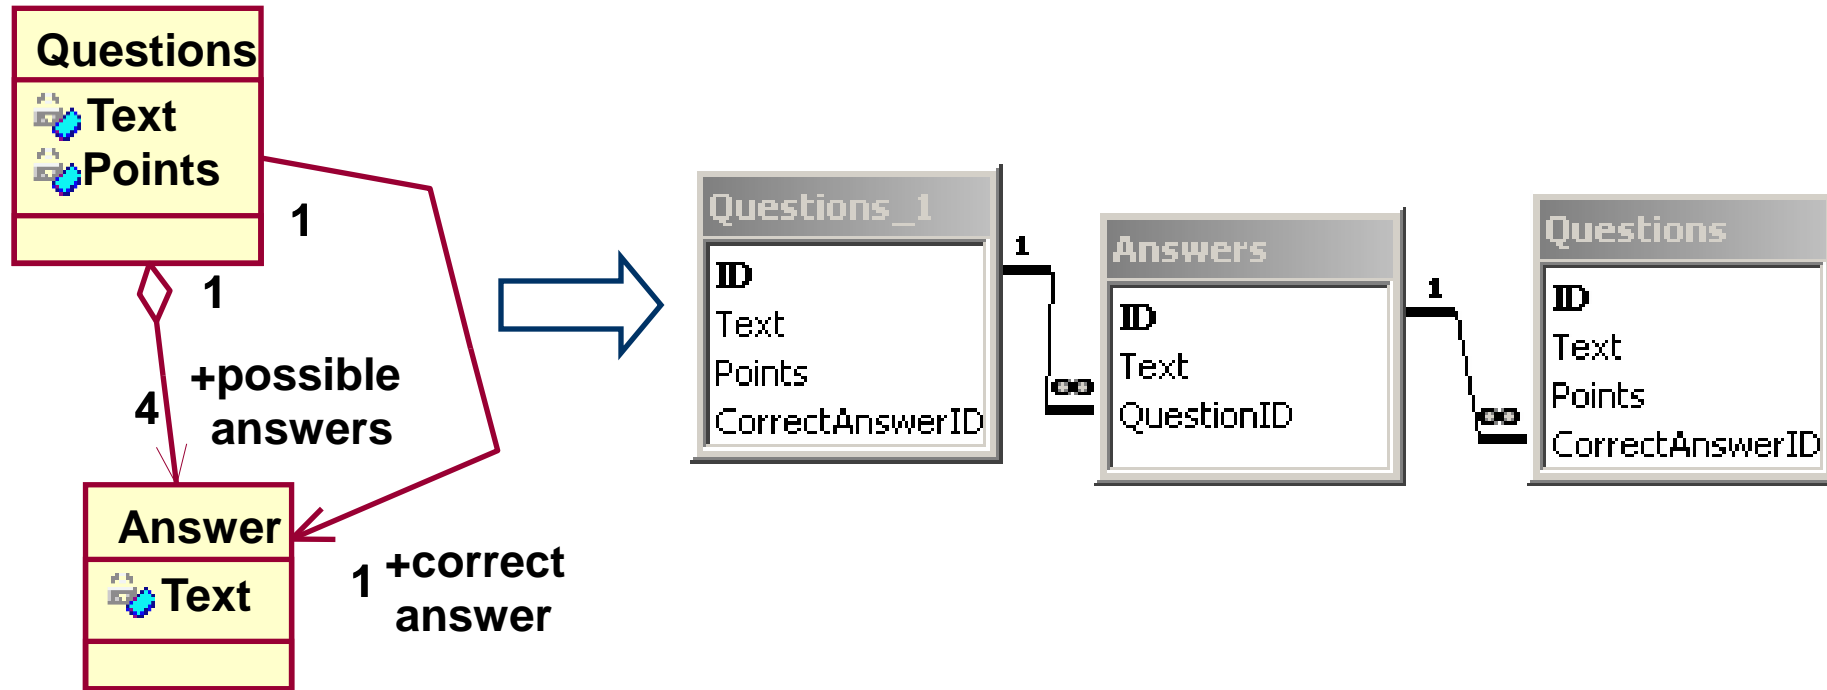 Questions
Text
Points
1
1
+possible
answers
4
Answer
Text
1
+correct
answer
Questions_1
ID
Text
Points
CorrectAnswerID
1
∞
Answers
ID
Text
QuestionID
1
∞
Questions
ID
Text
Points
CorrectAnswerID